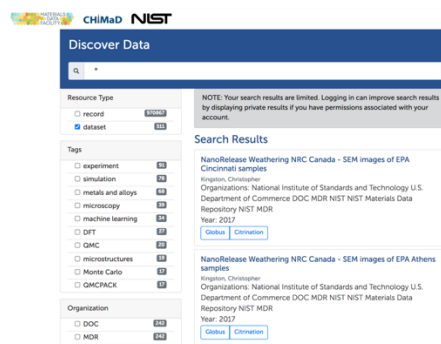 MATERIALS
DATA
FACILITY
CHiMaD NIST
Discover Data
*
Resource Type
record 970667
dataset 312
Tags
experiment 91
simulation 78
metals and alloys
microscopy
machine learning 34
DFT 27
QMC 20
microstructures 19
Monte Carlo 17
QMCPACK 17
Organization
DOC 242
MDR 242
NOTE: Your search results are limited. Logging in can improve search results
by displaying private results if you have permissions associated with your
account.
Search Results
NanoRelease Weathering NRC Canada - SEM images of EPA
Cincinnati samples
Kingston, Christopher
Organizations: National Institute of Standards and Technology U.S.
Department of Commerce DOC MDR NIST NIST Materials Data
Repository NIST MDR
Year: 2017
Globus Citrination
NanoRelease Weathering NRC Canada - SEM images of EPA Athens
samples
Kingston, Christopher
Organizations: National Institute of Standards and Technology U.S.
Department of Commerce DOC MDR NIST NIST Materials Data
Repository NIST MDR
Year: 2017
Globus Citrination